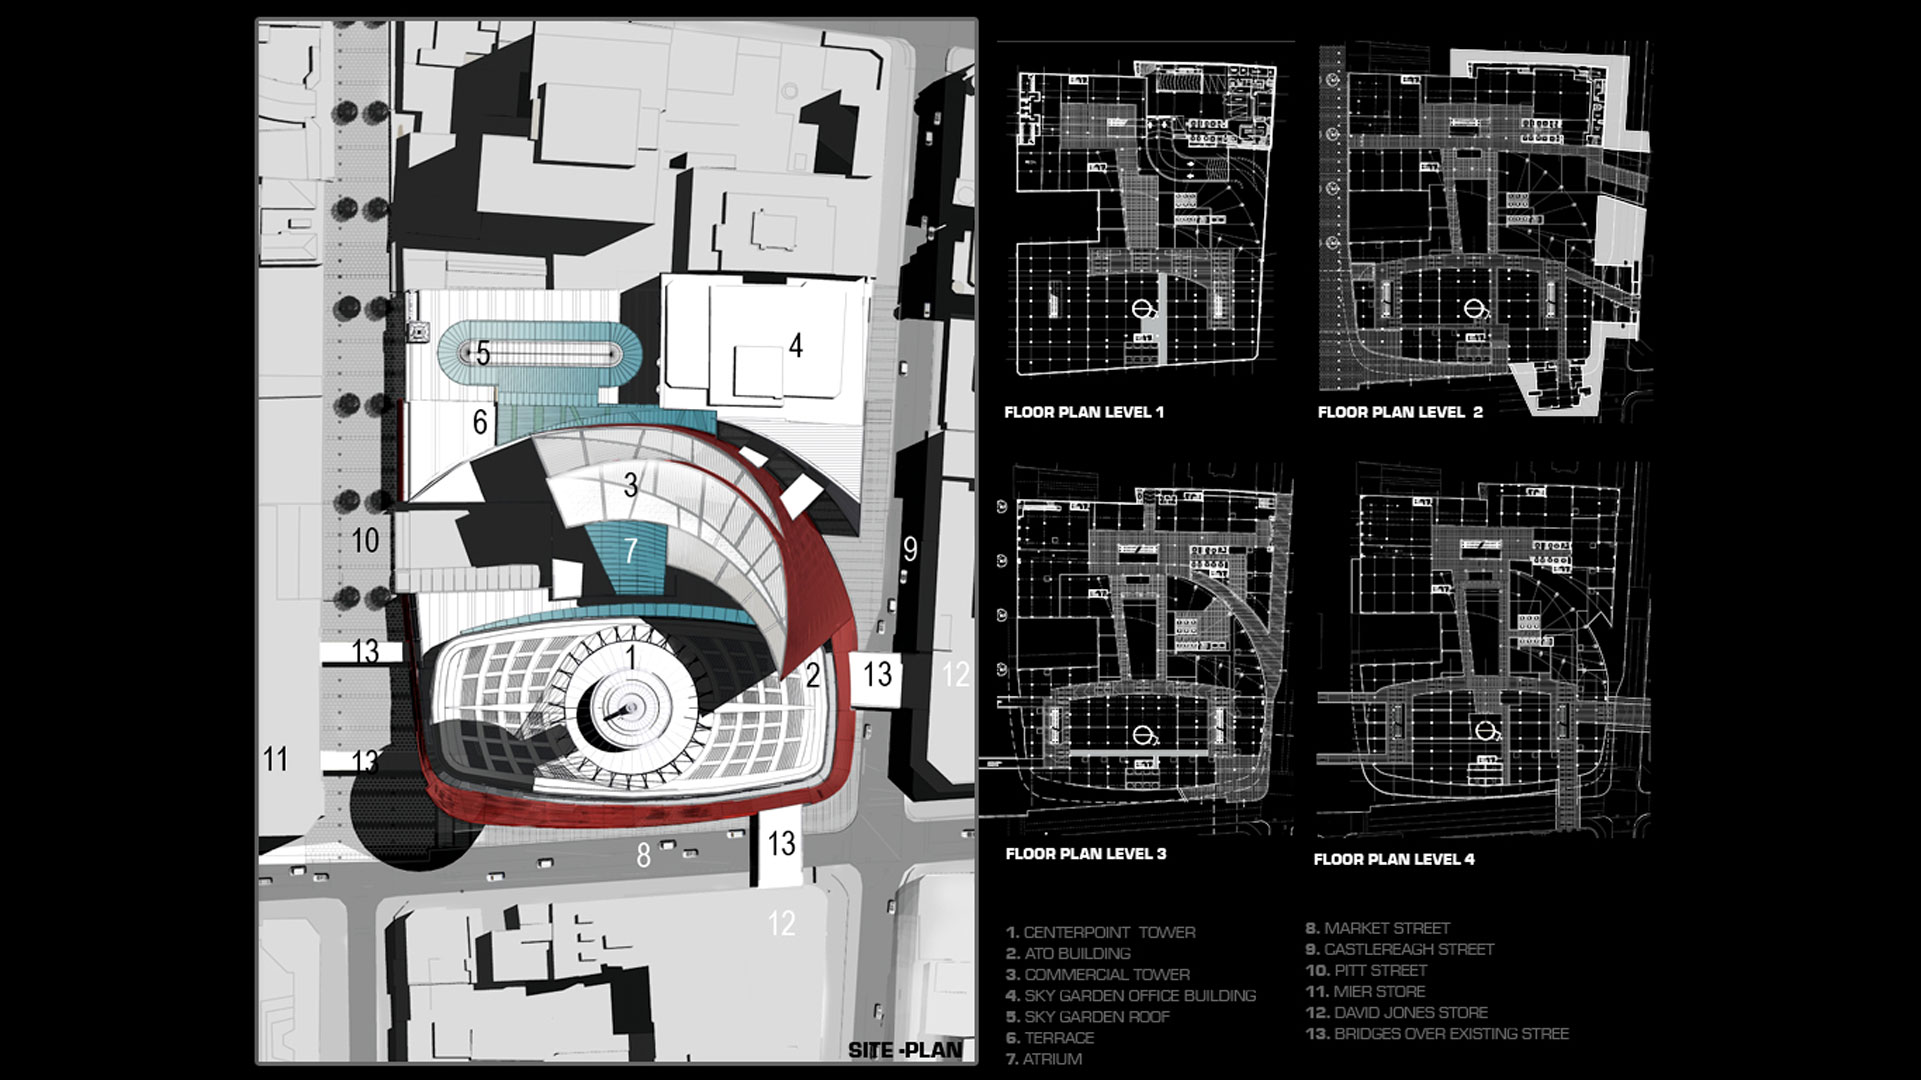 4
5
6
3
10
7
9
1
13
2
13
12
11
13
13
8
12
SITE -PLAN
FLOOR PLAN LEVEL 1
FLOOR PLAN LEVEL 2
FLOOR PLAN LEVEL 3
FLOOR PLAN LEVEL 4
1. CENTERPOINT TOWER
2. ATO BUILDING
3. COMMERCIAL TOWER
4. SKY GARDEN OFFICE BUILDING
5. SKY GARDEN ROOF
6. TERRACE
7. ATRIUM
8. MARKET STREET
9. CASTLEREAGH STREET
10. PITT STREET
11. MIER STORE
12. DAVID JONES STORE
13. BRIDGES OVER EXISTING STREE